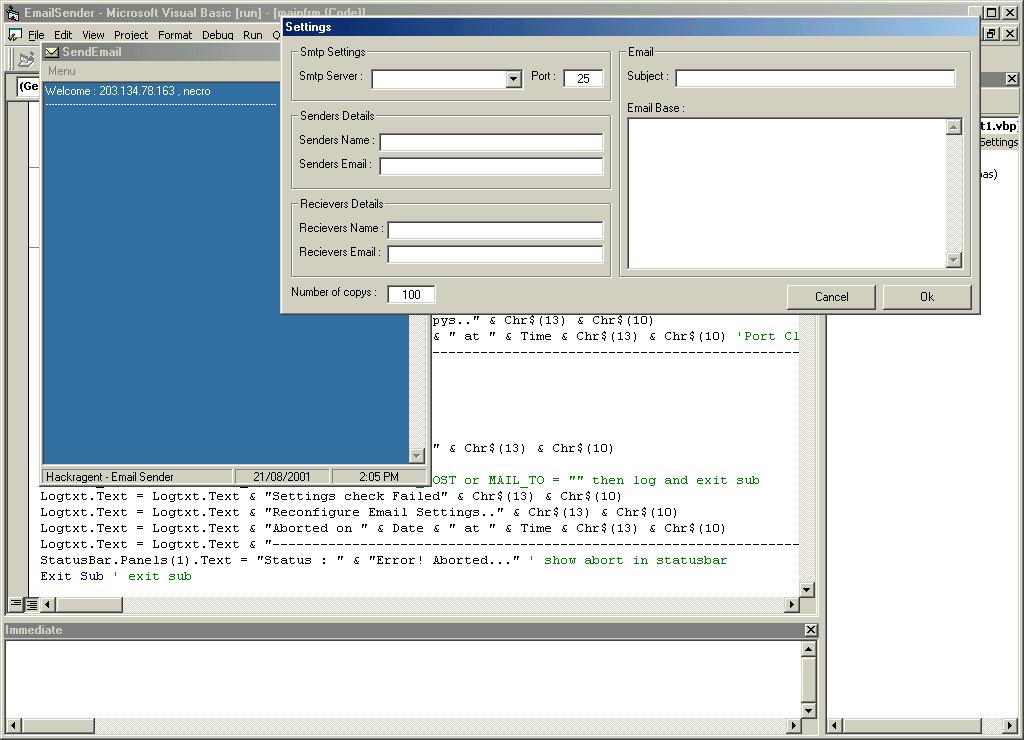 EmailSender - Microsoft Visual Basic [run] - [mainfrm (Code)]
File Edit View Project Format Debug Run
SendEmail
Menu
(Ge
Welcome : 203.134.78.163 , necro
Settings
Smtp Settings
Smtp Server :
Port : 25
Senders Details
Senders Name :
Senders Email :
Recievers Details
Recievers Name :
Recievers Email :
Number of copys : 100
Email
Subject :
Email Base :
Cancel Ok
t1.vbp)
Settings
bas)
pys.." & Chr$(13) & Chr$(10)
& " at " & Time & Chr$(13) & Chr$(10) 'Port Cl
" & Chr$(13) & Chr$(10)
OST or MAIL_TO = "" then log and exit sub
Hackragent - Email Sender 21/08/2001 2:05 PM
Logtxt.Text = Logtxt.Text & "Settings check Failed" & Chr$(13) & Chr$(10)
Logtxt.Text = Logtxt.Text & "Reconfigure Email Settings.." & Chr$(13) & Chr$(10)
Logtxt.Text = Logtxt.Text & "Aborted on " & Date & " at " & Time & Chr$(13) & Chr$(10)
Logtxt.Text = Logtxt.Text & "------------------------------------------------------------------
StatusBar.Panels(1).Text = "Status : " & "Error! Aborted..." ' show abort in statusbar
Exit Sub ' exit sub
Immediate